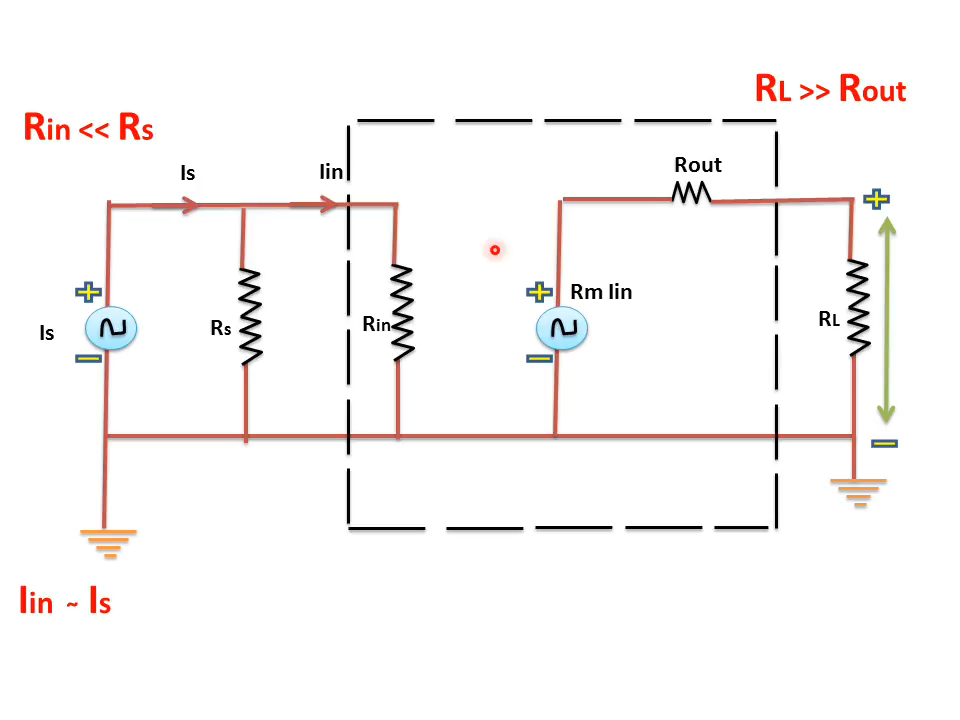 RL >> Rout
Rin << Rs
Is
Iin
Rout
Rm Iin
Is
Rs
Rin
RL
Iin ~ Is